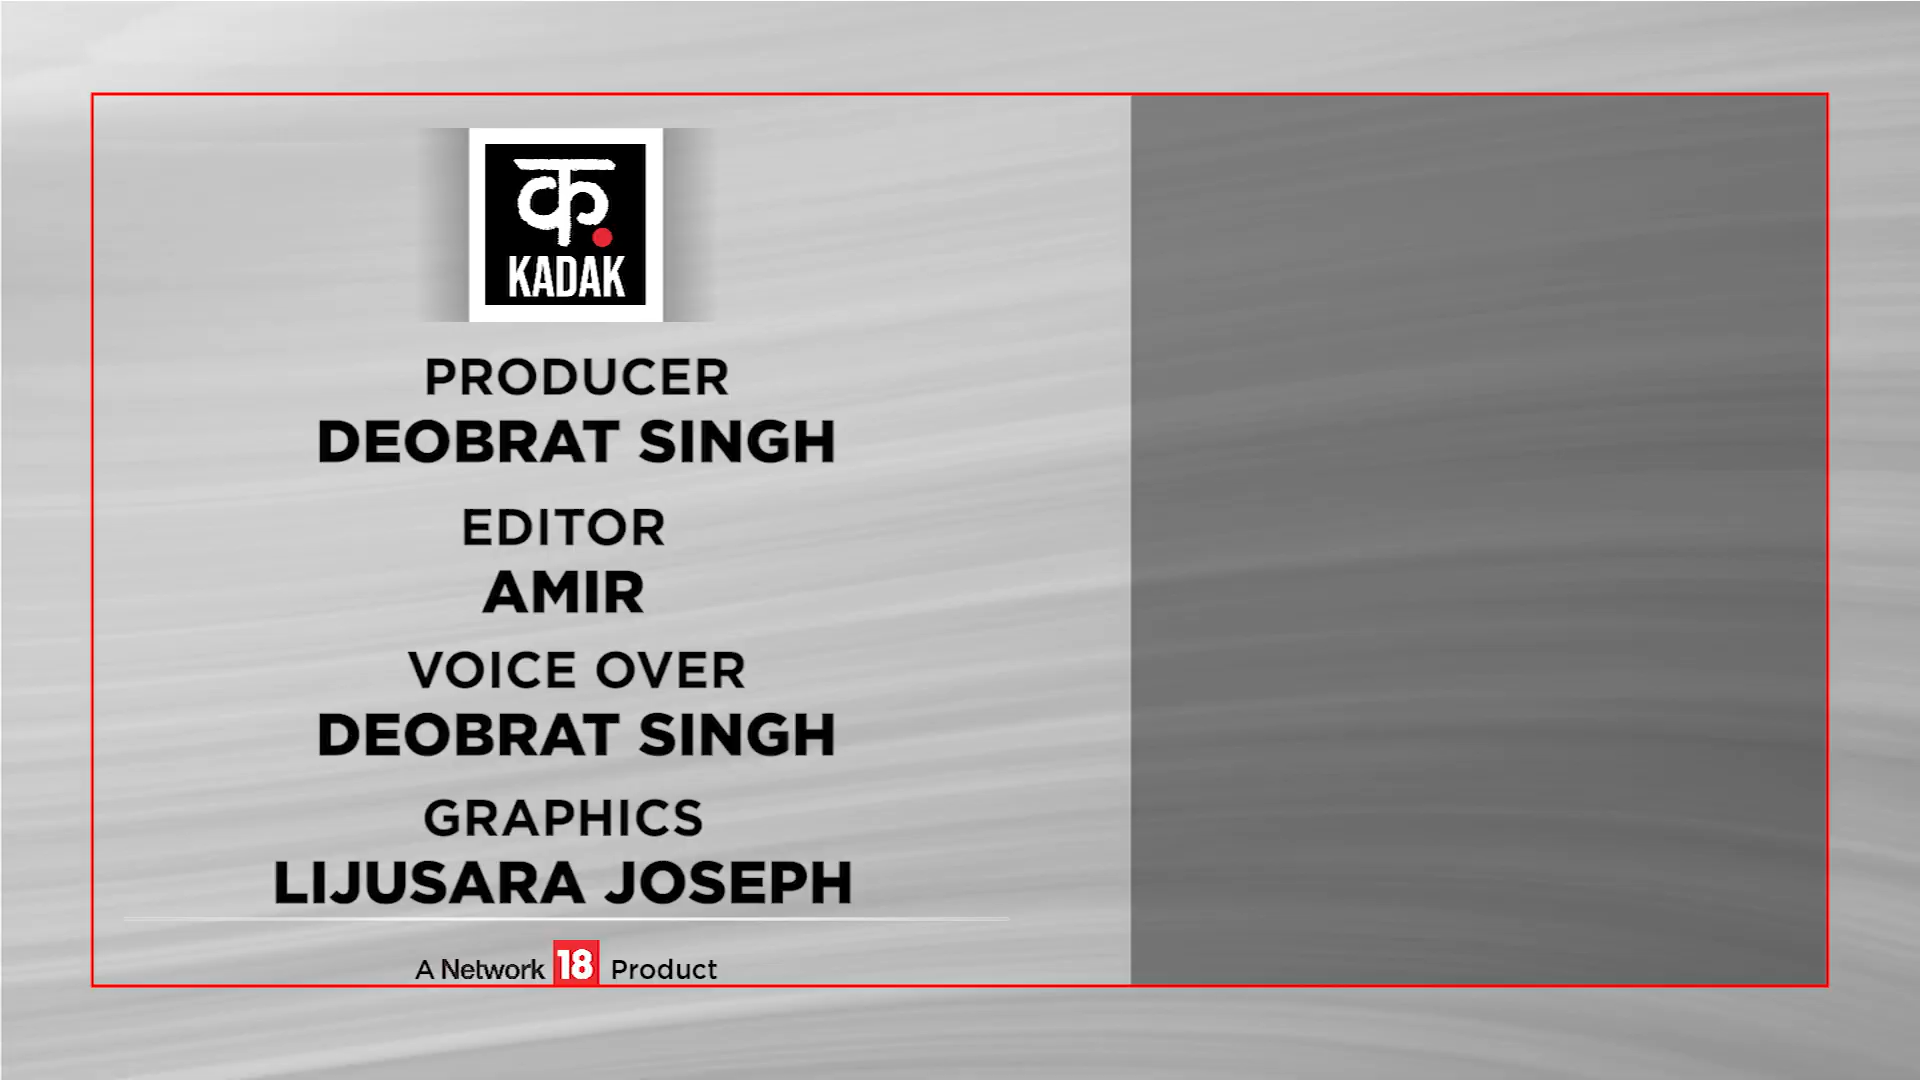 क.
KADAK
PRODUCER
DEOBRAT SINGH
EDITOR
AMIR
VOICE OVER
DEOBRAT SINGH
GRAPHICS
LIJUSARA JOSEPH
A Network 18 Product